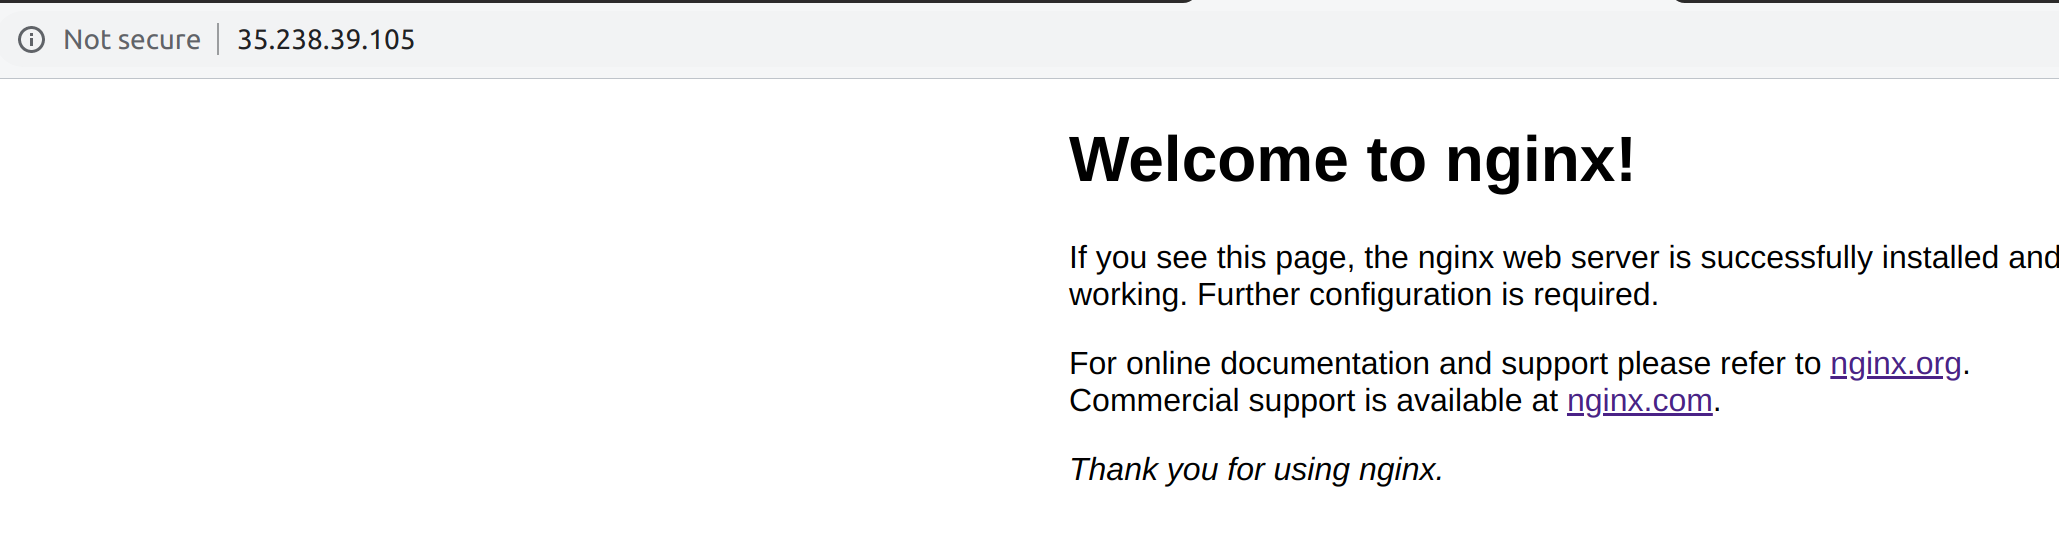 Not secure 35.238.39.105
Welcome to nginx!
If you see this page, the nginx web server is successfully installed and
working. Further configuration is required.
For online documentation and support please refer to nginx.org.
Commercial support is available at nginx.com.
Thank you for using nginx.